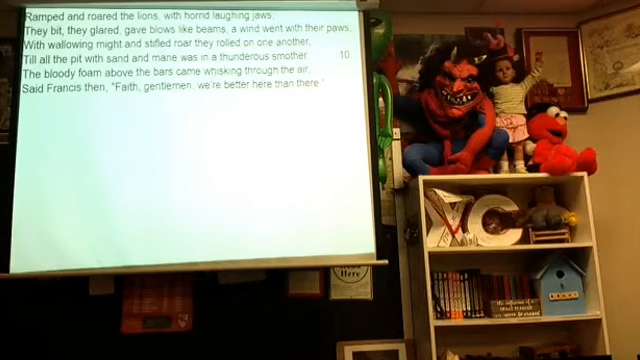 Ramped and roared the lions, with horrid laughing jaws;
They bit, they glared, gave blows like beams, a wind went with their paws;
With wallowing might and stifled roar they rolled on one another,
Till all the pit with sand and mane was in a thunderous smother; 10
The bloody foam above the bars came whisking through the air;
Said Francis then, "Faith, gentlemen, we're better here than there."
Here